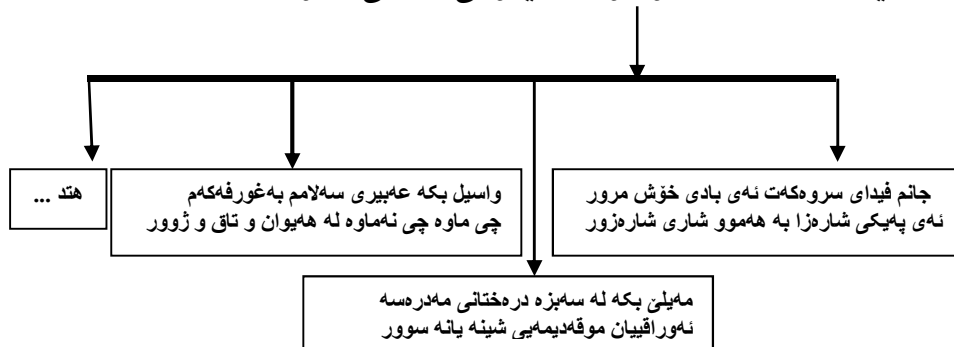 جانم فیدای سروەکەت ئەی بادی خۆش مرور
ئەی پەیکی شارەزا بە هەموو شاری شارەزور
واسیل بکە عەبیری سەلامم بەغورفەکەم
چی ماوە چی نەماوە لە هەیوان و تاق و ژوور
هتد ...
مەیلێ بکە لە سەبزە درەختانی مەدرەسە
ئەوراقییان موقەدیمەیی شینە یانە سوور